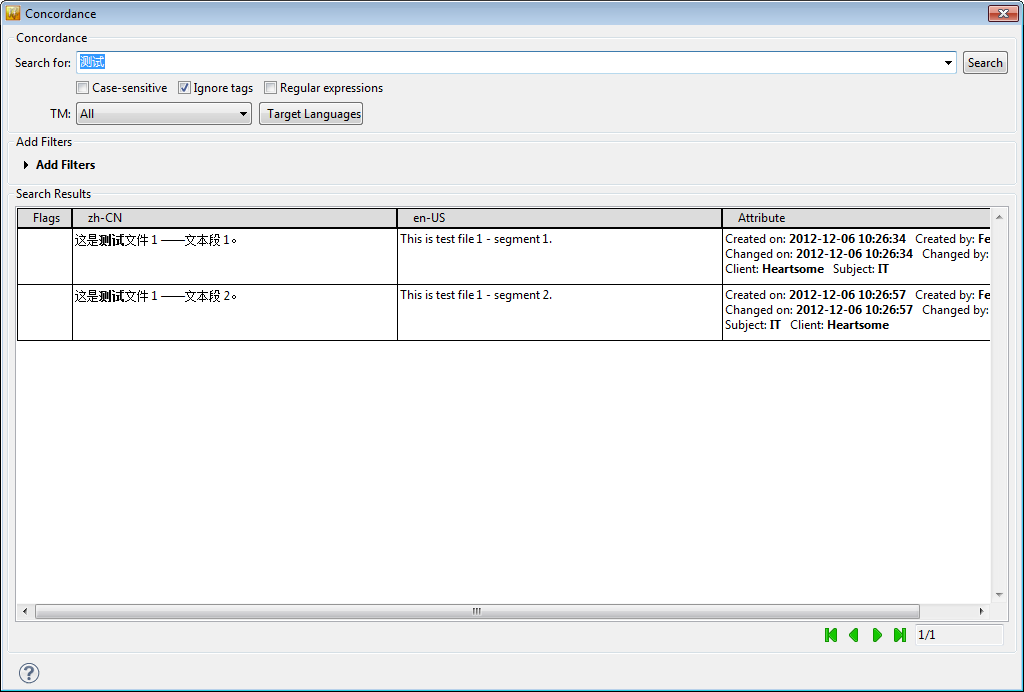 Concordance
Concordance
Search for: 测试 Search
Case-sensitive Ignore tags Regular expressions
TM: All Target Languages
Add Filters
Add Filters
Search Results
Flags zh-CN en-US Attribute
这是测试文件 1 ——文本段 1。 This is test file 1 - segment 1. Created on: 2012-12-06 10:26:34 Created by: Fe
Changed on: 2012-12-06 10:26:34 Changed by:
Client: Heartsome Subject: IT
这是测试文件 1 ——文本段 2。 This is test file 1 - segment 2. Created on: 2012-12-06 10:26:57 Created by: Fe
Changed on: 2012-12-06 10:26:57 Changed by:
Subject: IT Client: Heartsome
1/1
?